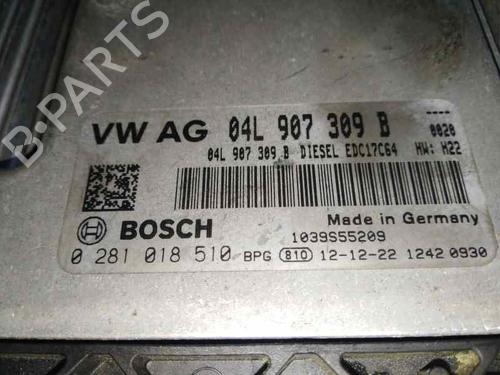 VW AG 04L 907 309 B ----
0020
04L 907 309 B DIESEL EDC17C64 HW: H22
Made in Germany
BOSCH 1039S55209
0 281 018 510 BPG 810 12-12-22 1242 0930
B-PARTS